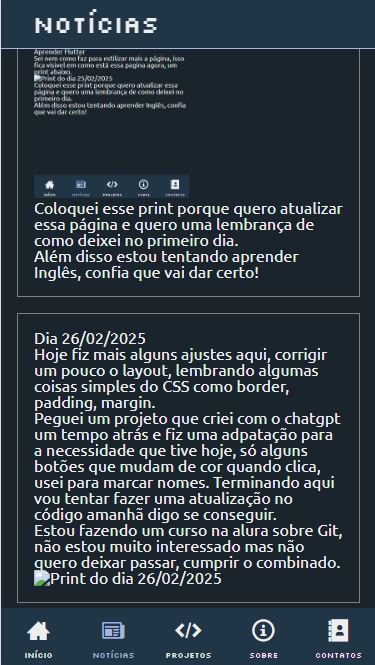 NOTÍCIAS
Aprender Flutter
Sei nem como faz para estilizar mais a página, isso
fica visível em como está essa pagina agora, um
print abaixo.
Print do dia 25/02/2025
Coloquei esse print porque quero atualizar essa
página e quero uma lembrança de como deixei no
primeiro dia.
Além disso estou tentando aprender Inglês, confia
que vai dar certo!
INÍCIO NOTÍCIAS PROJETOS SOBRE CONTATOS
Coloquei esse print porque quero atualizar
essa página e quero uma lembrança de
como deixei no primeiro dia.
Além disso estou tentando aprender
Inglês, confia que vai dar certo!
Dia 26/02/2025
Hoje fiz mais alguns ajustes aqui, corrigir
um pouco o layout, lembrando algumas
coisas simples do CSS como border,
padding, margin.
Peguei um projeto que criei com o chatgpt
um tempo atrás e fiz uma adpatação para
a necessidade que tive hoje, só alguns
botões que mudam de cor quando clica,
usei para marcar nomes. Terminando aqui
vou tentar fazer uma atualização no
código amanhã digo se conseguir.
Estou fazendo um curso na alura sobre Git,
não estou muito interessado mas não
quero deixar passar, cumprir o combinado.
Print do dia 26/02/2025
INÍCIO NOTÍCIAS PROJETOS SOBRE CONTATOS